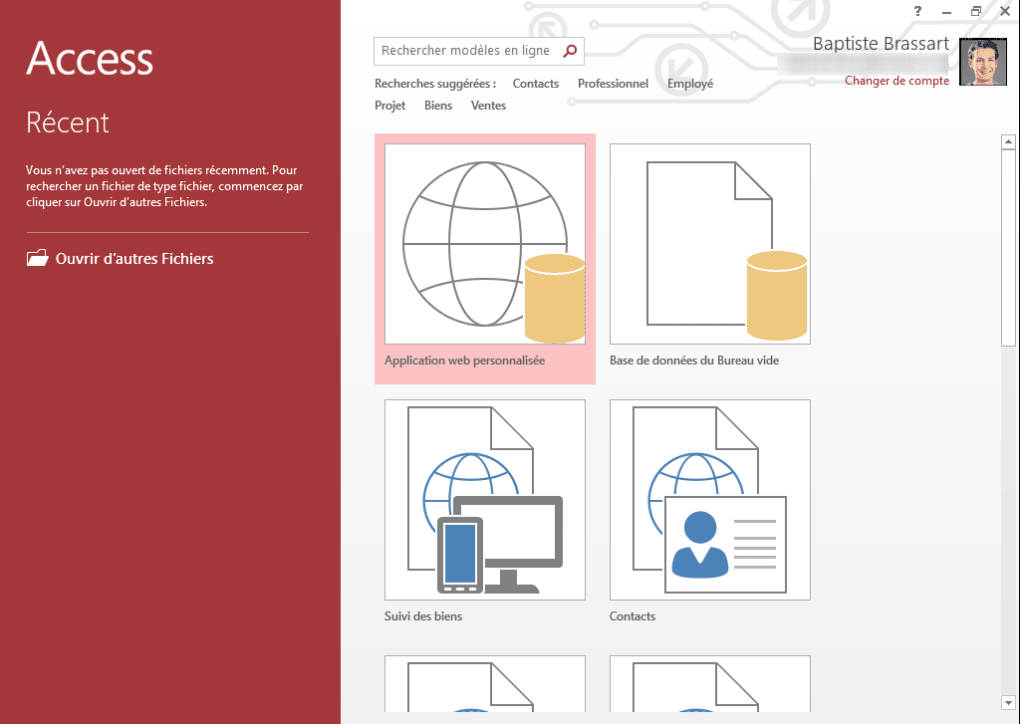 Access
Récent
Vous n'avez pas ouvert de fichiers récemment. Pour
rechercher un fichier de type fichier, commencez par
cliquer sur Ouvrir d'autres Fichiers.
Ouvrir d'autres Fichiers
?
Rechercher modèles en ligne
Baptiste Brassart
Changer de compte
Recherches suggérées : Contacts Professionnel Employé
Projet Biens Ventes
Application web personnalisée
Base de données du Bureau vide
Suivi des biens
Contacts